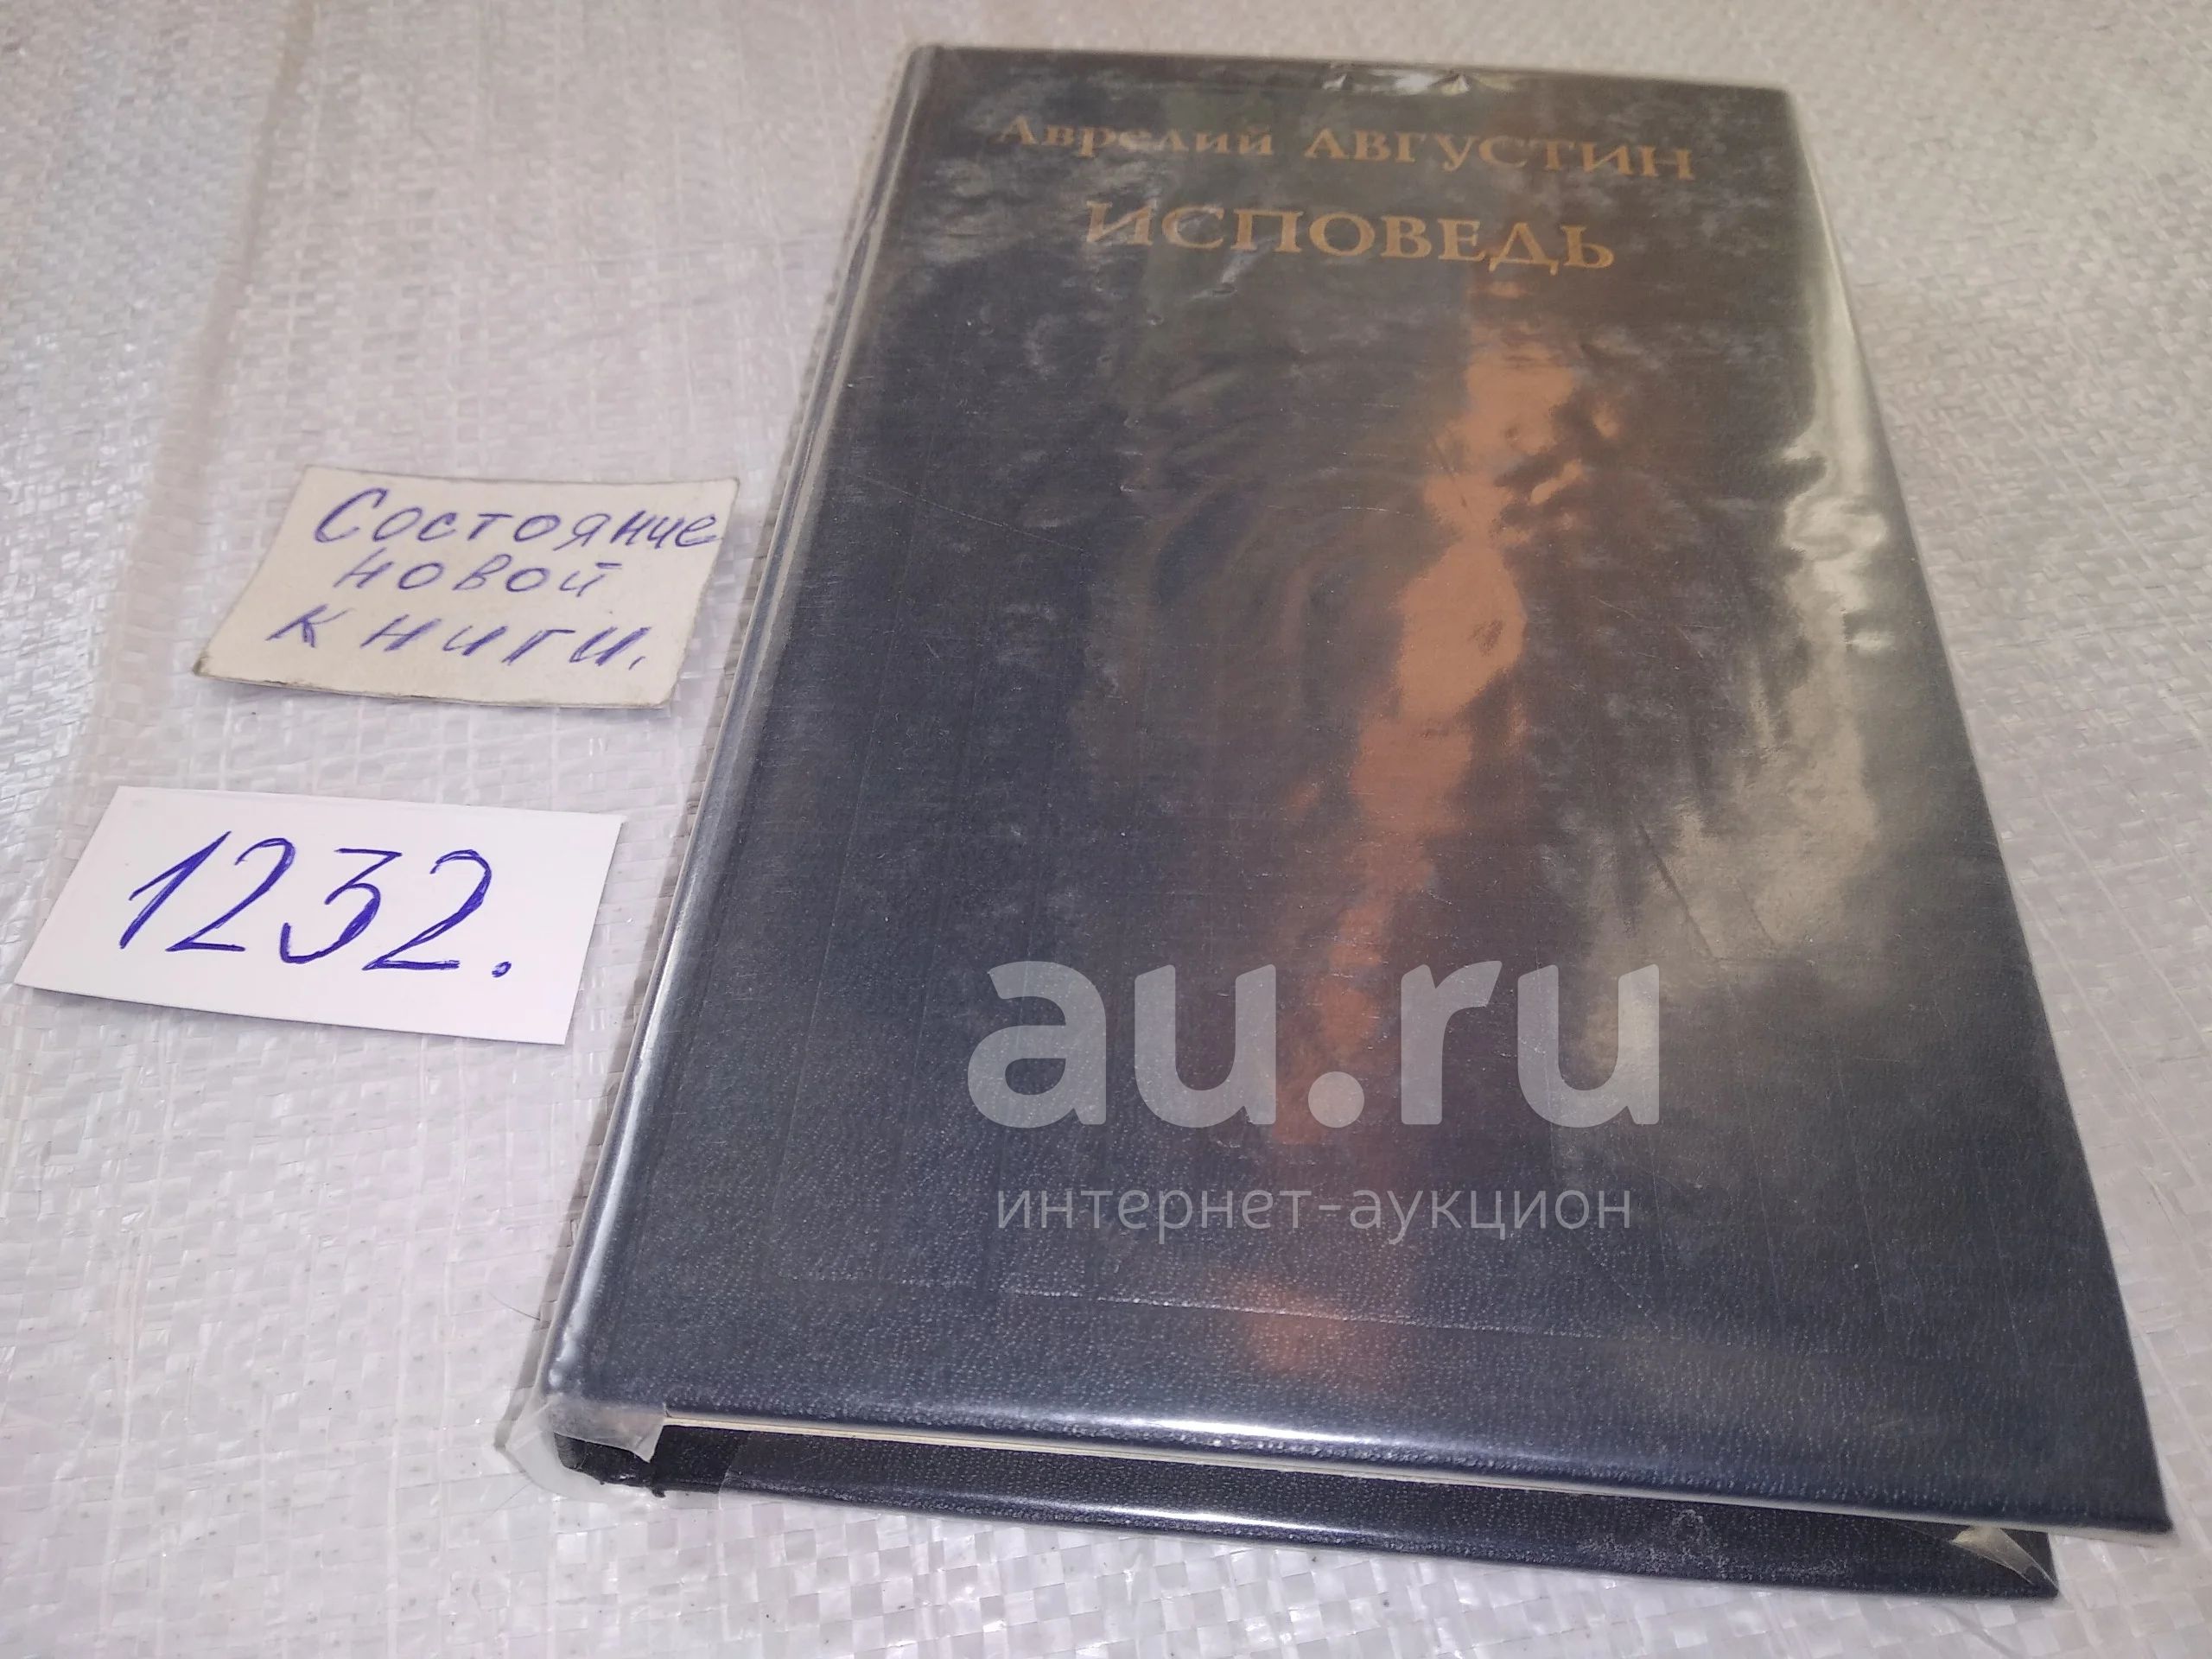 Аврелий АВГУСТИН
ИСПОВЕДЬ
Состояние
новой
книги.
1232.
au.ru
интернет-аукцион